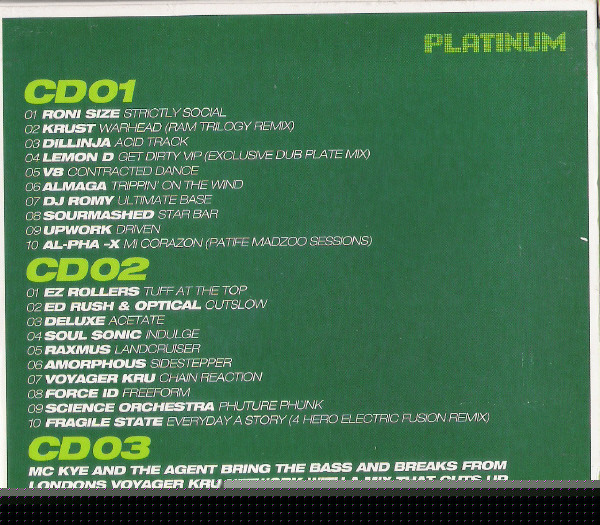 PLATINUM
CD01
01 RONI SIZE STRICTLY SOCIAL
02 KRUST WARHEAD (RAM TRILOGY REMIX)
03 DILLINJA ACID TRACK
04 LEMON D GET DIRTY VIP (EXCLUSIVE DUB PLATE MIX)
05 V8 CONTRACTED DANCE
06 ALMAGA TRIPPIN' ON THE WIND
07 DJ ROMY ULTIMATE BASE
08 SOURMASHED STAR BAR
09 UPWORK DRIVEN
10 AL-PHA -X MI CORAZON (PATIFE MADZOO SESSIONS)
CD02
01 EZ ROLLERS TUFF AT THE TOP
02 ED RUSH & OPTICAL CUTSLOW
03 DELUXE ACETATE
04 SOUL SONIC INDULGE
05 RAXMUS LANDCRUISER
06 AMORPHOUS SIDESTEPPER
07 VOYAGER KRU CHAIN REACTION
08 FORCE ID FREEFORM
09 SCIENCE ORCHESTRA PHUTURE PHUNK
10 FRAGILE STATE EVERYDAY A STORY (4 HERO ELECTRIC FUSION REMIX)
CD03
MC KYE AND THE AGENT BRING THE BASS AND BREAKS FROM
LONDONS VOYAGER KRU NETWORK WITH A MIX THAT CUTS UP